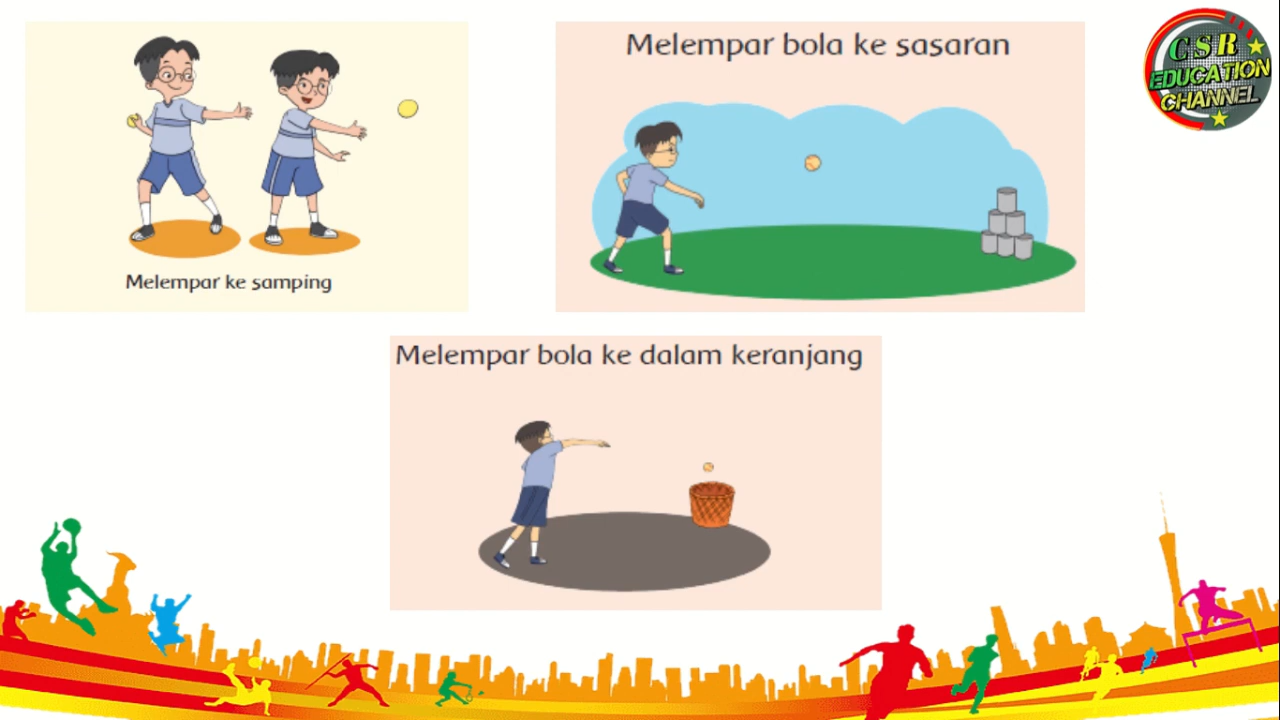 Melempar ke samping
Melempar bola ke sasaran
CSR
EDUCATION
CHANNEL
Melempar bola ke dalam keranjang